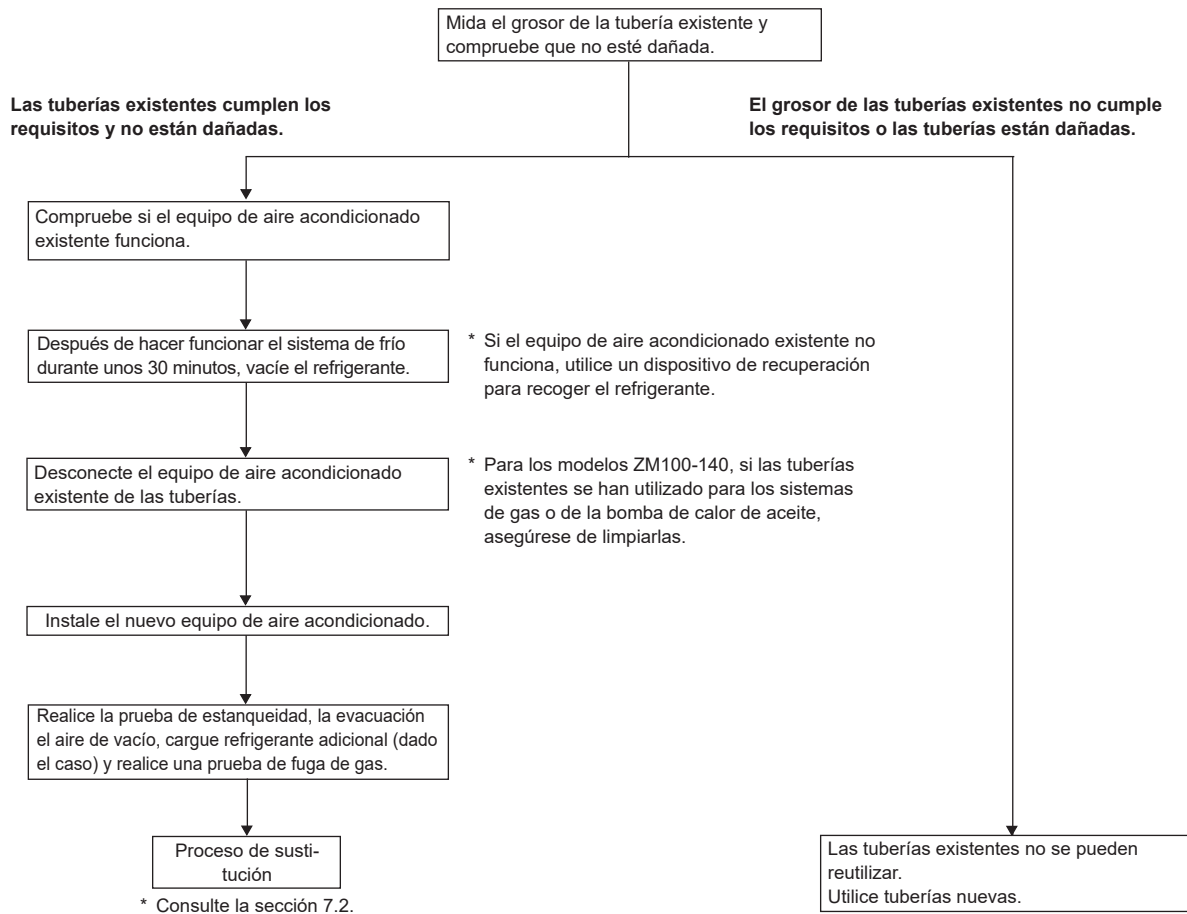 Mida el grosor de la tubería existente y
compruebe que no esté dañada.
Las tuberías existentes cumplen los
requisitos y no están dañadas.
El grosor de las tuberías existentes no cumple
los requisitos o las tuberías están dañadas.
Compruebe si el equipo de aire acondicionado
existente funciona.
Después de hacer funcionar el sistema de frío
durante unos 30 minutos, vacíe el refrigerante.
* Si el equipo de aire acondicionado existente no
funciona, utilice un dispositivo de recuperación
para recoger el refrigerante.
Desconecte el equipo de aire acondicionado
existente de las tuberías.
* Para los modelos ZM100-140, si las tuberías
existentes se han utilizado para los sistemas
de gas o de la bomba de calor de aceite,
asegúrese de limpiarlas.
Instale el nuevo equipo de aire acondicionado.
Realice la prueba de estanqueidad, la evacuación
el aire de vacío, cargue refrigerante adicional (dado
el caso) y realice una prueba de fuga de gas.
Proceso de susti-
tución
* Consulte la sección 7.2.
Las tuberías existentes no se pueden
reutilizar.
Utilice tuberías nuevas.